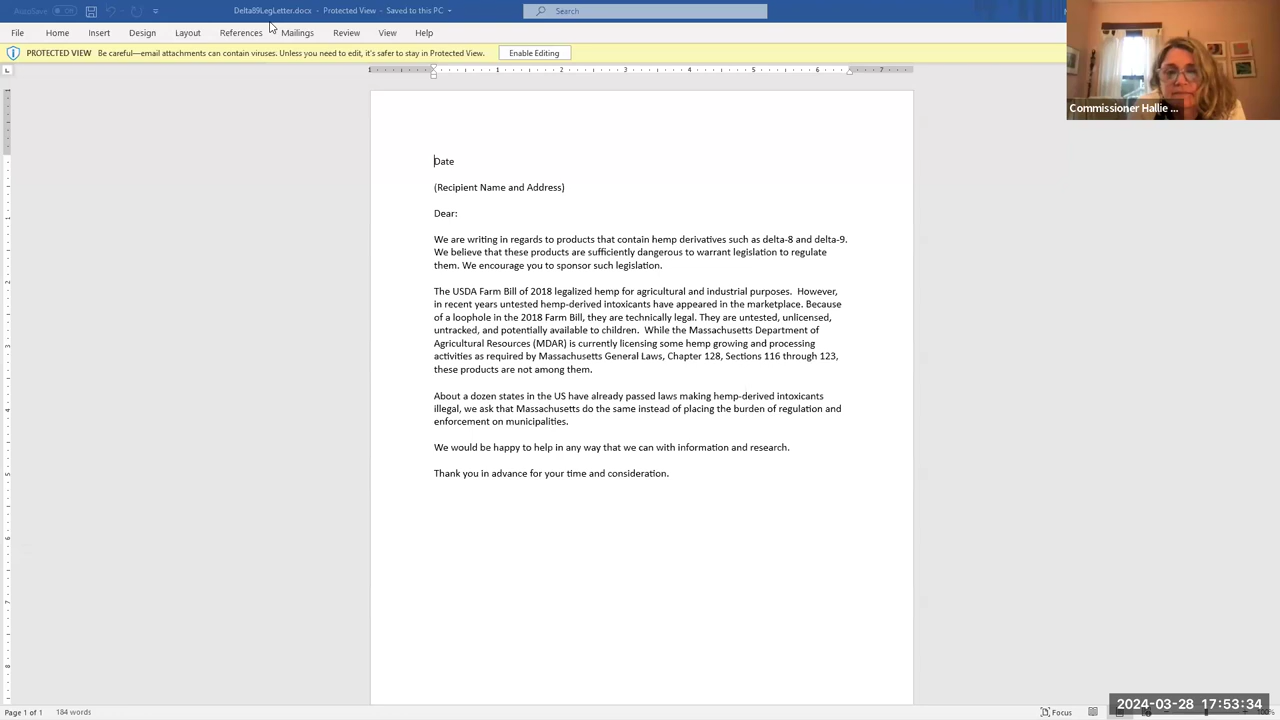 AutoSave Off Delta89LegLetter.docx - Protected View - Saved to this PC Search
File Home Insert Design Layout References Mailings Review View Help
PROTECTED VIEW Be careful—email attachments can contain viruses. Unless you need to edit, it's safer to stay in Protected View. Enable Editing
1 1 2 3 4 5 6 7
Commissioner Hallie ...
Date
(Recipient Name and Address)
Dear:
We are writing in regards to products that contain hemp derivatives such as delta-8 and delta-9.
We believe that these products are sufficiently dangerous to warrant legislation to regulate
them. We encourage you to sponsor such legislation.
The USDA Farm Bill of 2018 legalized hemp for agricultural and industrial purposes.  However,
in recent years untested hemp-derived intoxicants have appeared in the marketplace. Because
of a loophole in the 2018 Farm Bill, they are technically legal. They are untested, unlicensed,
untracked, and potentially available to children.  While the Massachusetts Department of
Agricultural Resources (MDAR) is currently licensing some hemp growing and processing
activities as required by Massachusetts General Laws, Chapter 128, Sections 116 through 123,
these products are not among them.
About a dozen states in the US have already passed laws making hemp-derived intoxicants
illegal, we ask that Massachusetts do the same instead of placing the burden of regulation and
enforcement on municipalities.
We would be happy to help in any way that we can with information and research.
Thank you in advance for your time and consideration.
Page 1 of 1 184 words Focus
2024-03-28 17:53:34